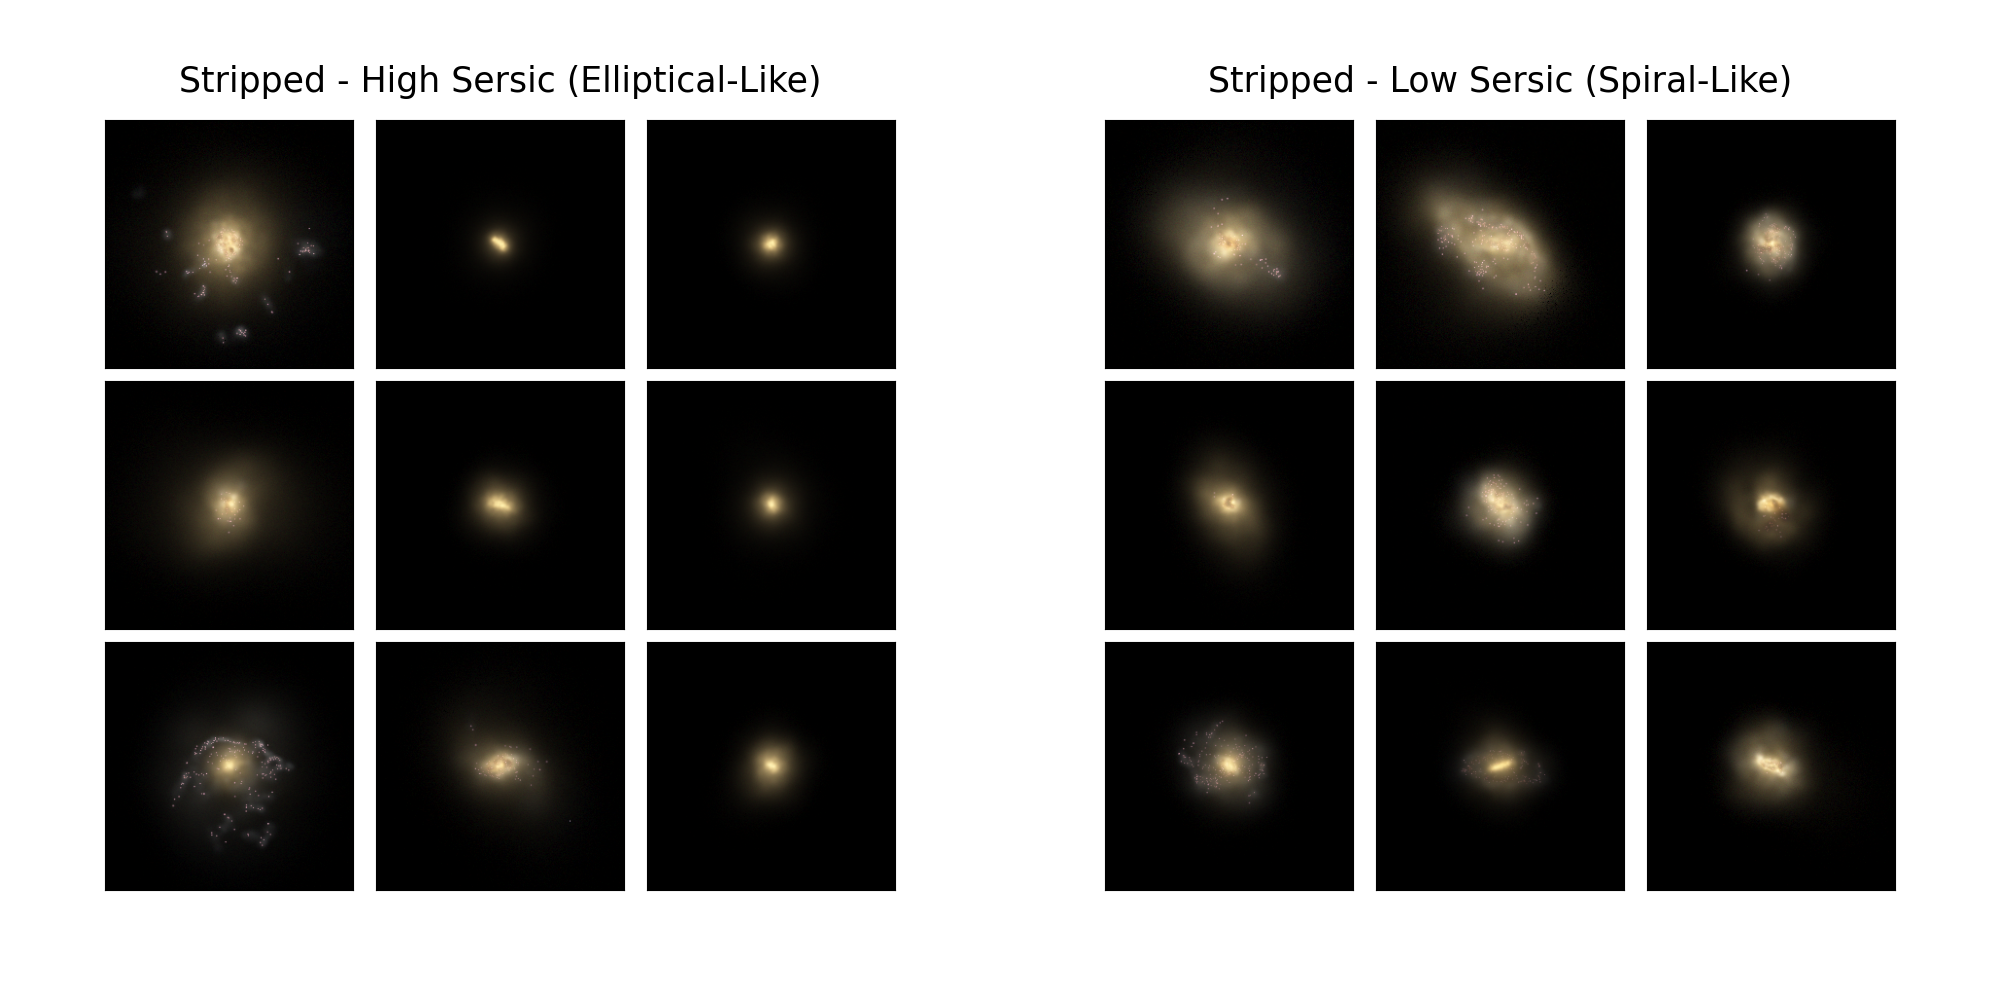 Stripped - High Sersic (Elliptical-Like)
Stripped - Low Sersic (Spiral-Like)